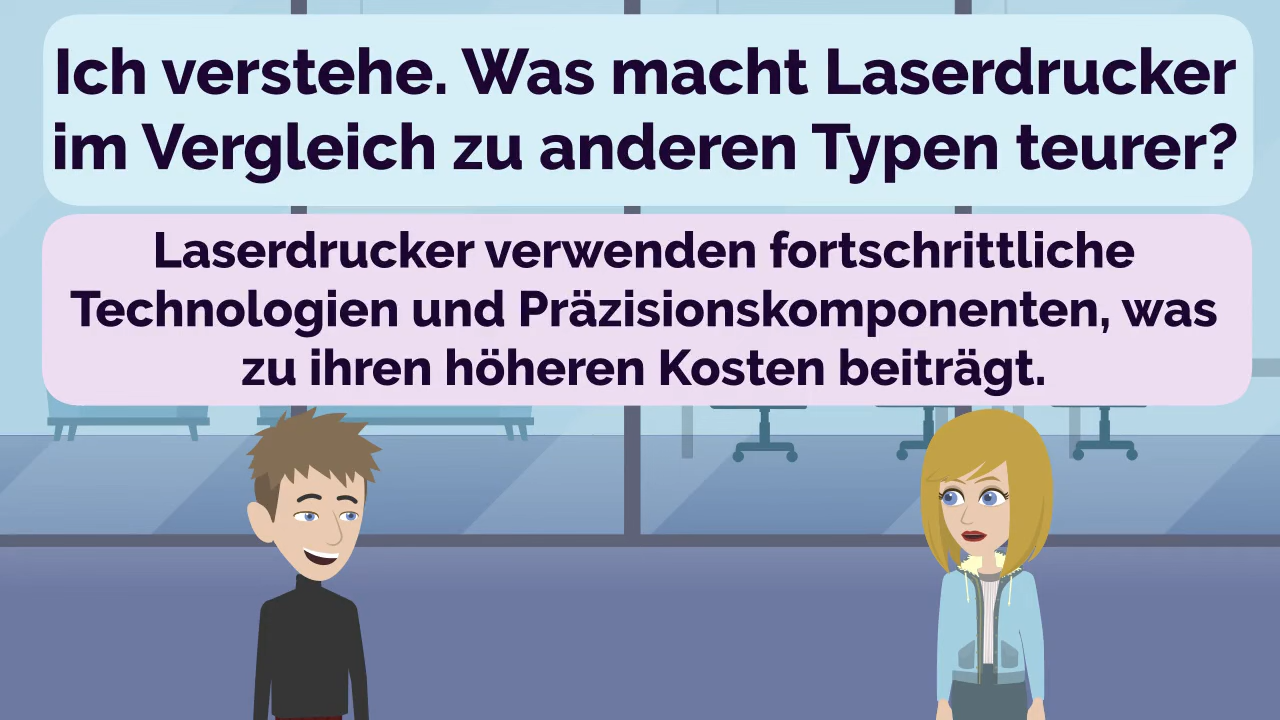 Ich verstehe. Was macht Laserdrucker
im Vergleich zu anderen Typen teurer?
Laserdrucker verwenden fortschrittliche
Technologien und Präzisionskomponenten, was
zu ihren höheren Kosten beiträgt.